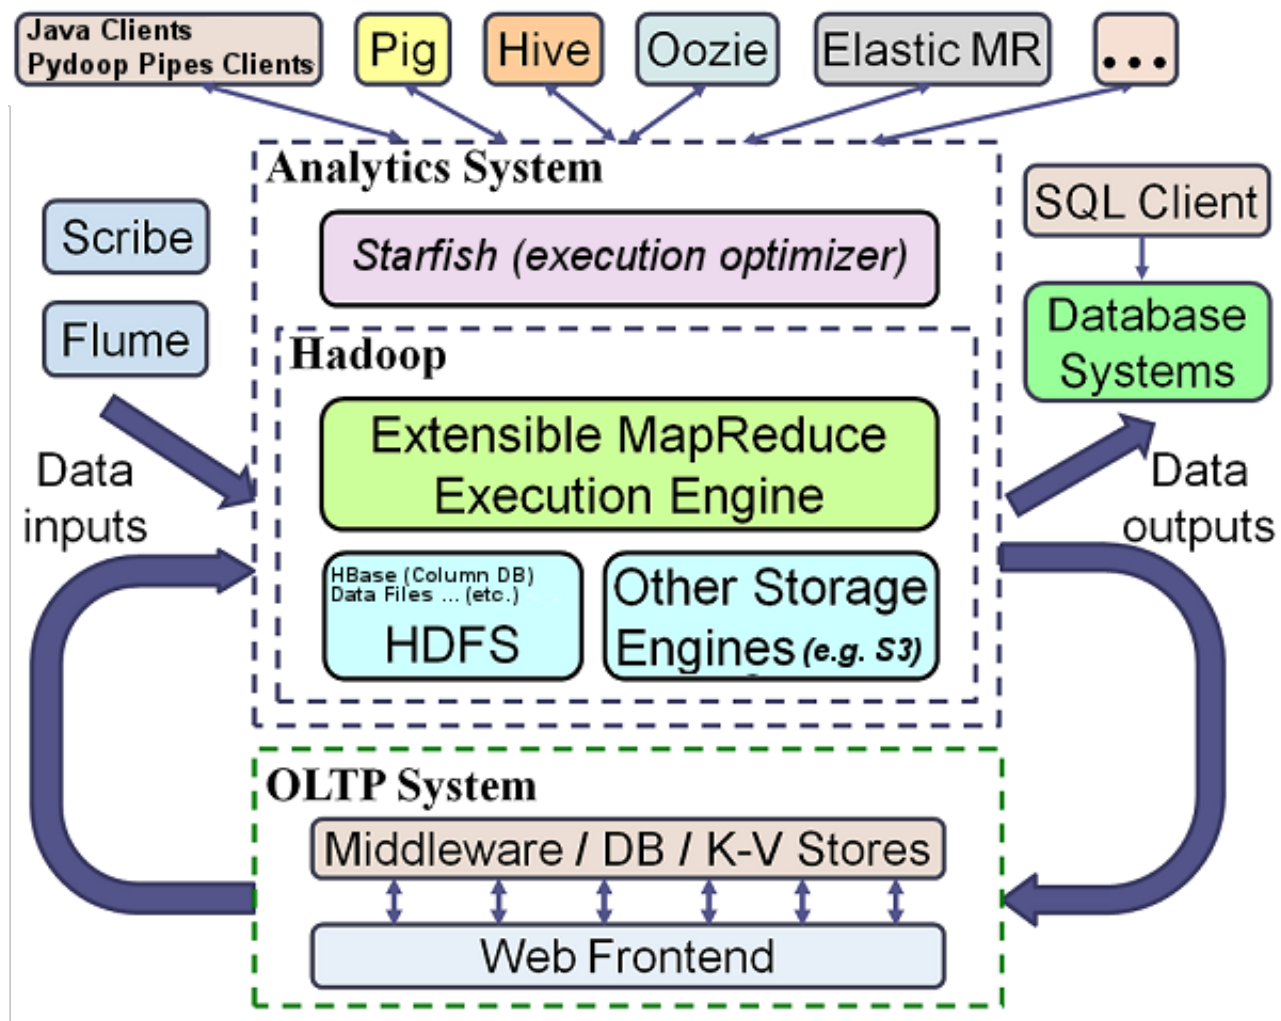 Java Clients
Pydoop Pipes Clients
Pig
Hive
Oozie
Elastic MR
...
Analytics System
Starfish (execution optimizer)
Scribe
Flume
Data
inputs
SQL Client
Database
Systems
Data
outputs
Hadoop
Extensible MapReduce
Execution Engine
HBase (Column DB)
Data Files ... (etc.)
HDFS
Other Storage
Engines (e.g. S3)
OLTP System
Middleware / DB / K-V Stores
Web Frontend